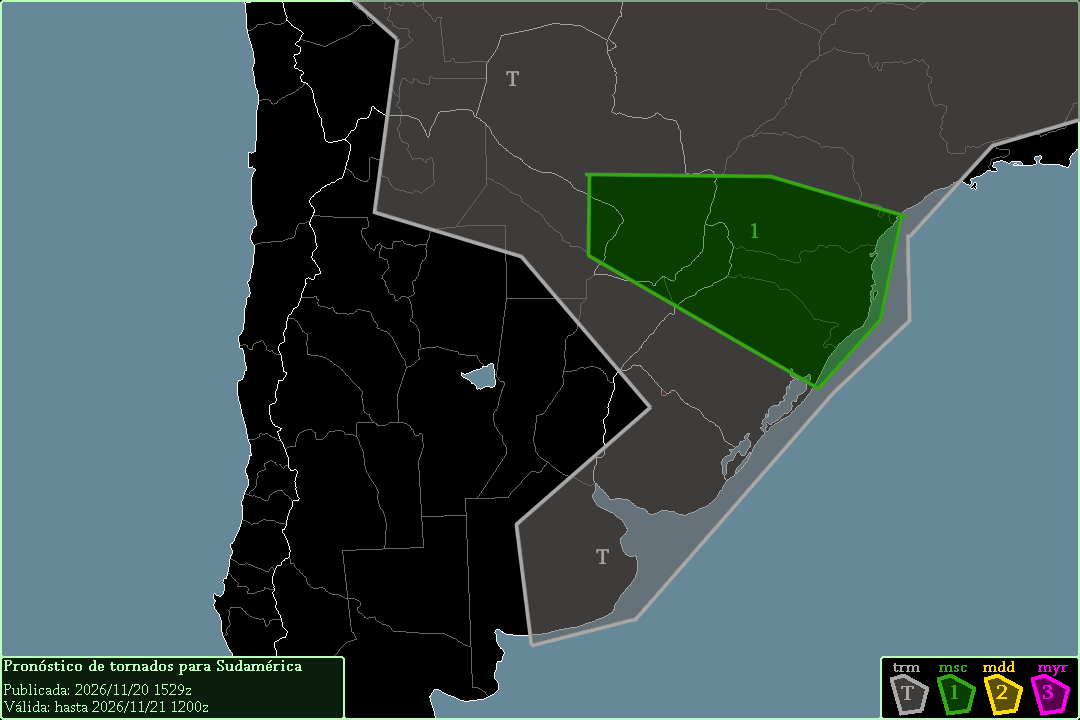 T
1
T
Pronóstico de tornados para Sudamérica
Publicada: 2026/11/20 1529z
Válida: hasta 2026/11/21 1200z
trm msc mdd myr
T 1 2 3